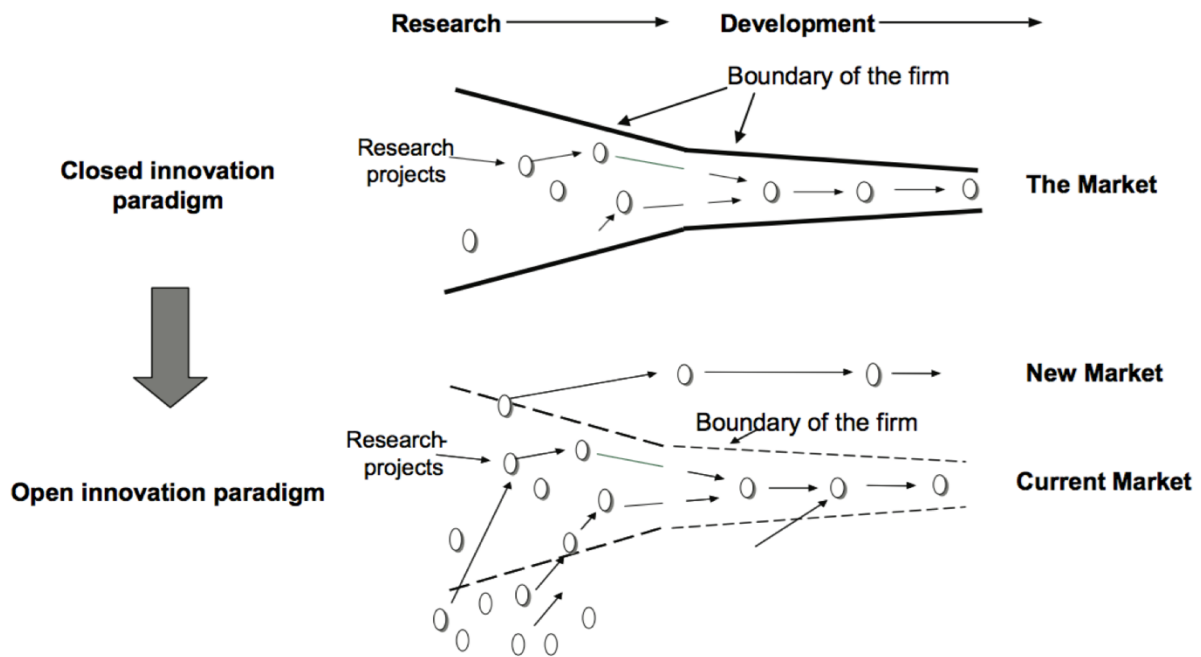 Research
Development
Boundary of the firm
Research
projects
Closed innovation
paradigm
The Market
New Market
Boundary of the firm
Research-
projects
Open innovation paradigm
Current Market